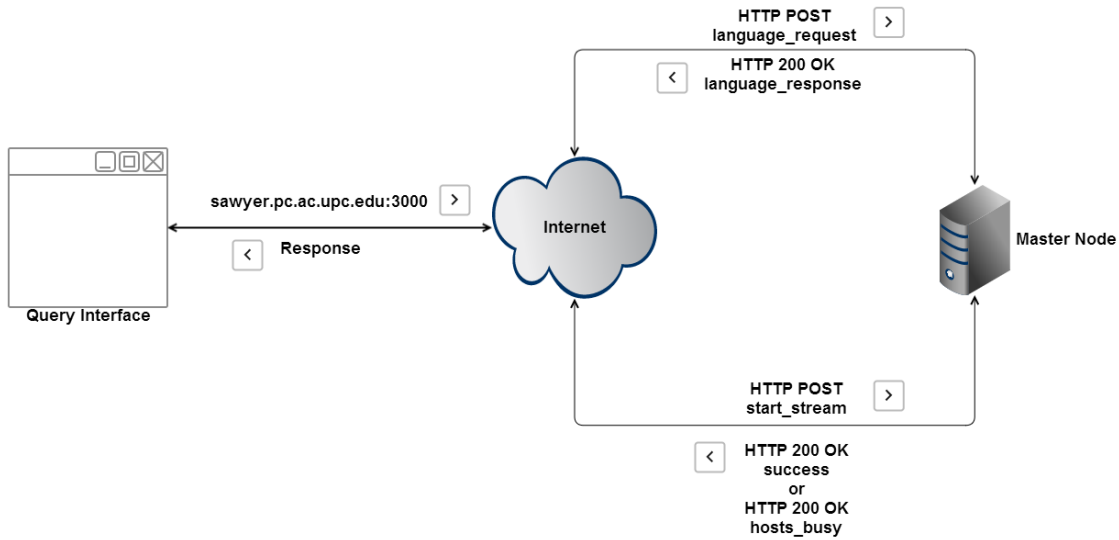 HTTP POST
language_request
HTTP 200 OK
language_response
sawyer.pc.ac.upc.edu:3000
Response
Query Interface
Internet
Master Node
HTTP POST
start_stream
HTTP 200 OK
success
or
HTTP 200 OK
hosts_busy